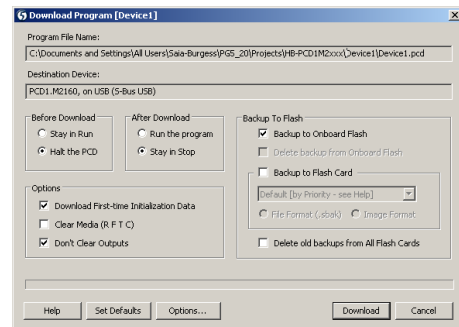 Download Program [Device1]
Program File Name:
C:\Documents and Settings\All Users\Saia-Burgess\PG5_20\Projects\HB-PCD1M2xxx\Device1\Device1.pcd
Destination Device:
PCD1.M2160, on USB (S-Bus USB)
Before Download
Stay in Run
Halt the PCD
After Download
Run the program
Stay in Stop
Options
Download First-time Initialization Data
Clear Media (R F T C)
Don't Clear Outputs
Backup To Flash
Backup to Onboard Flash
Delete backup from Onboard Flash
Backup to Flash Card
Default [by Priority - see Help]
File Format (.sbak) Image Format
Delete old backups from All Flash Cards
Help Set Defaults Options... Download Cancel